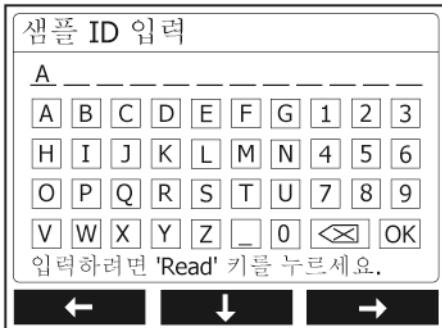 샘플 ID 입력
A _ _ _ _ _ _ _ _ _ _
A B C D E F G 1 2 3
H I J K L M N 4 5 6
O P Q R S T U 7 8 9
V W X Y Z _ 0 ⌫ OK
입력하려면 'Read' 키를 누르세요.
← ↓ →